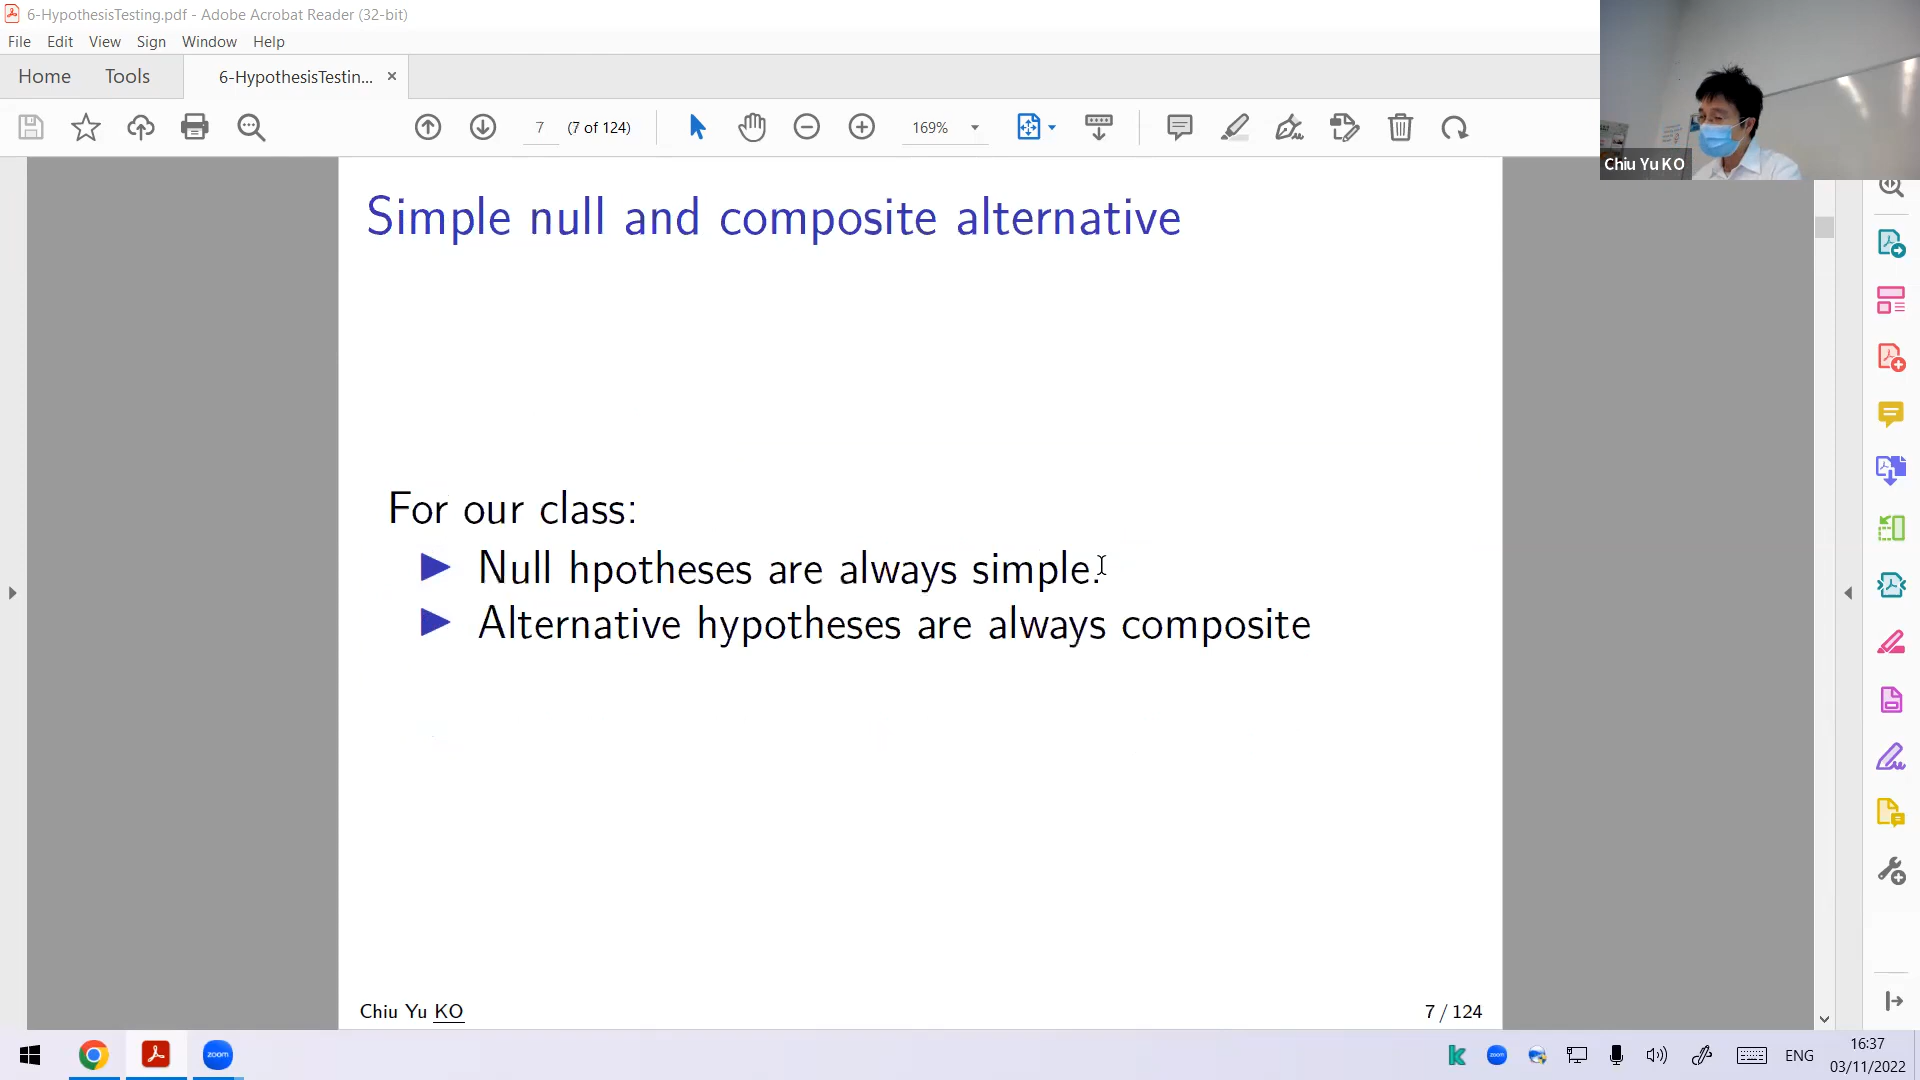 6-HypothesisTesting.pdf - Adobe Acrobat Reader (32-bit)
File Edit View Sign Window Help
Home Tools 6-HypothesisTestin... ×
7 (7 of 124) 169%
Chiu Yu KO
Simple null and composite alternative
For our class:
Null hpotheses are always simple.
Alternative hypotheses are always composite
Chiu Yu KO 7 / 124
zoom
k zoom ENG 16:37
03/11/2022